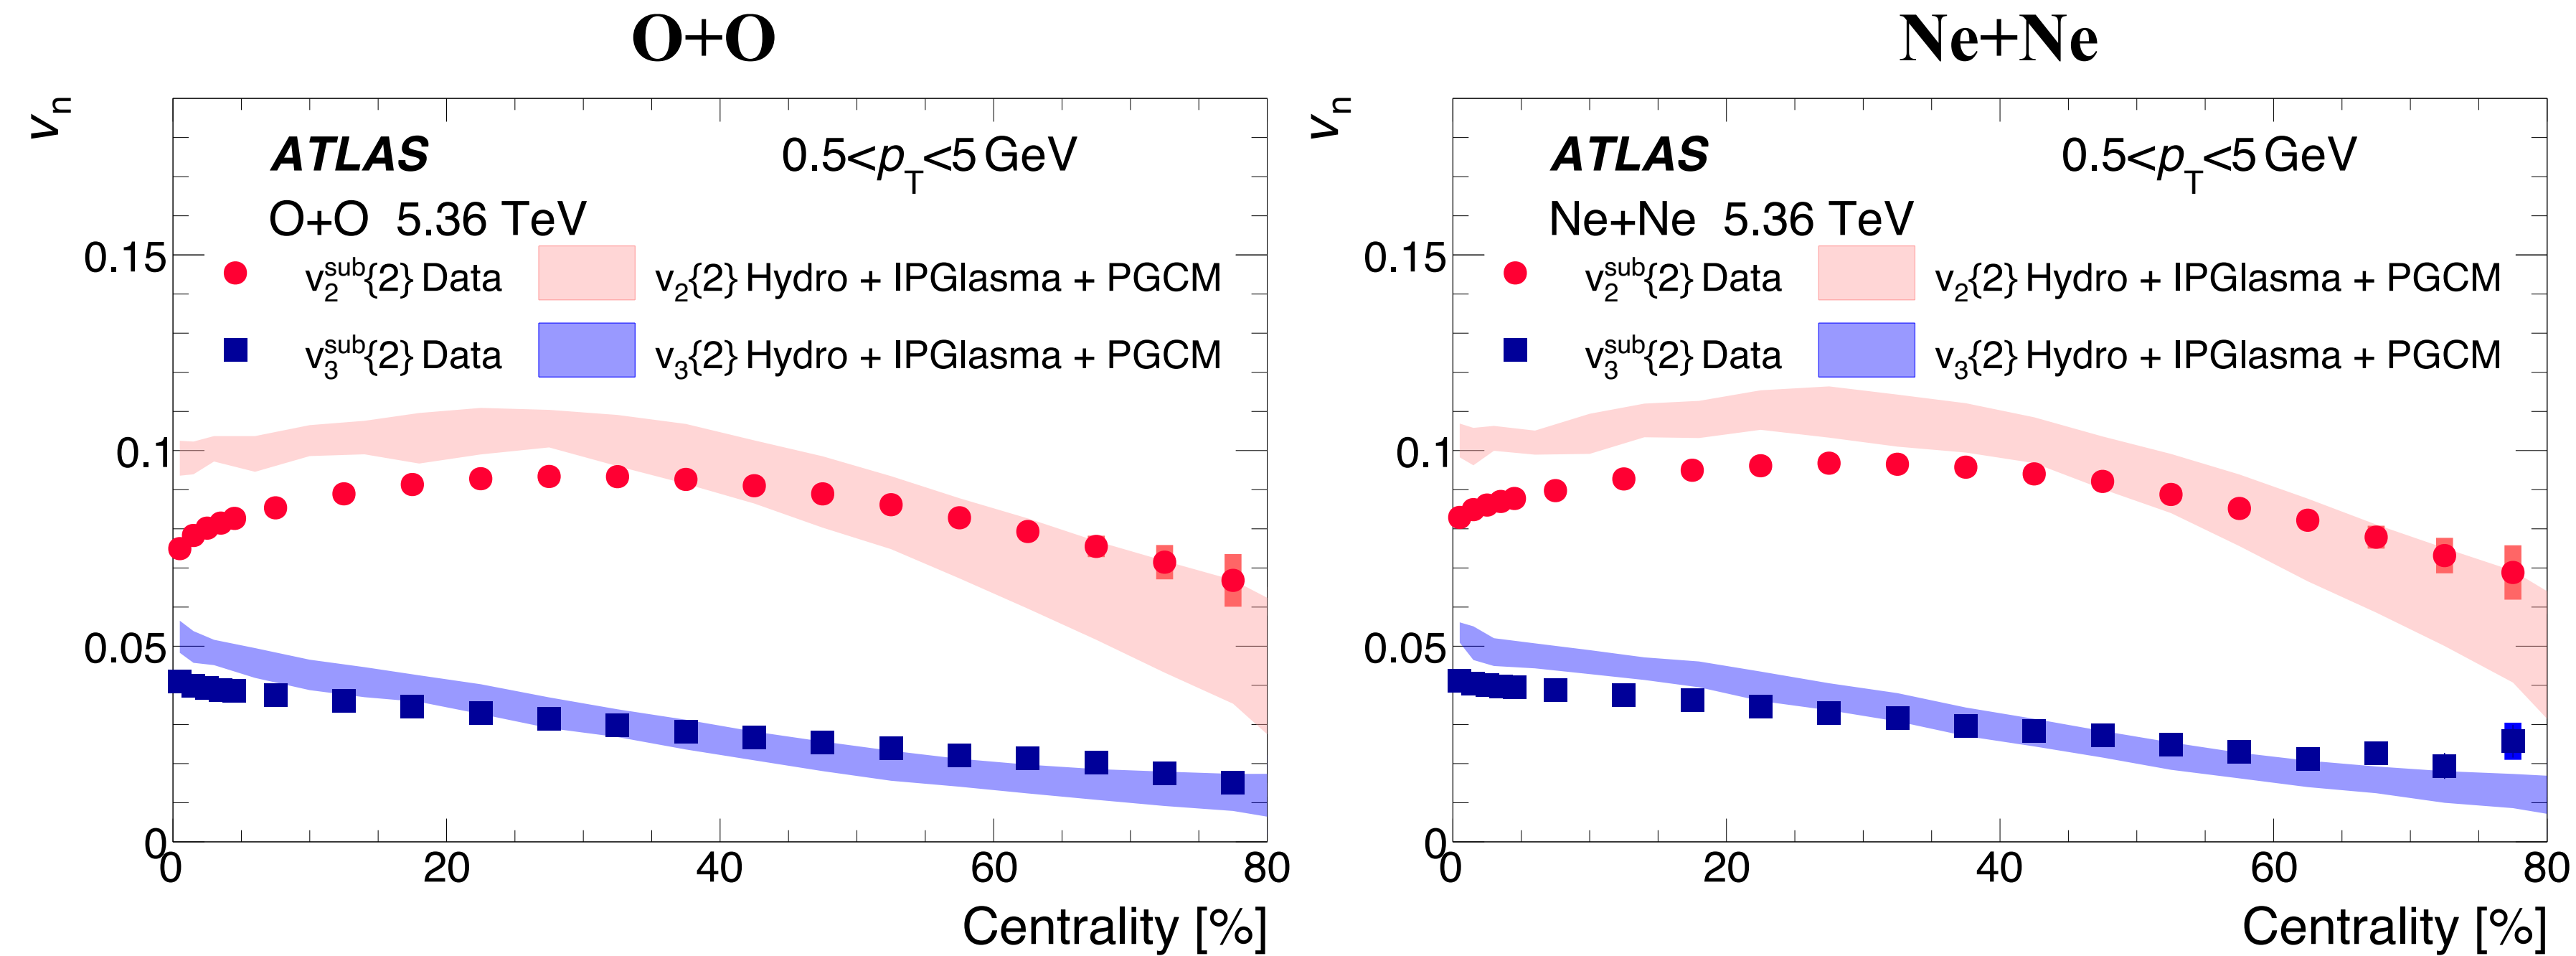 O+O
v_n
ATLAS
0.5<p_T<5 GeV
O+O 5.36 TeV
v_2^sub{2} Data
v_2{2} Hydro + IPGlasma + PGCM
v_3^sub{2} Data
v_3{2} Hydro + IPGlasma + PGCM
0.15
0.1
0.05
0
0 20 40 60 80
Centrality [%]
Ne+Ne
v_n
ATLAS
0.5<p_T<5 GeV
Ne+Ne 5.36 TeV
v_2^sub{2} Data
v_2{2} Hydro + IPGlasma + PGCM
v_3^sub{2} Data
v_3{2} Hydro + IPGlasma + PGCM
0.15
0.1
0.05
0
0 20 40 60 80
Centrality [%]